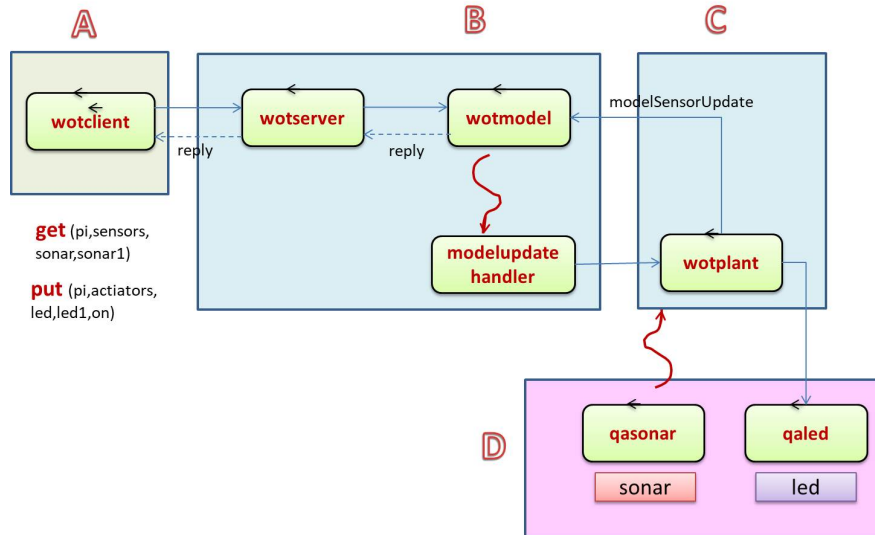 A
B
C
wotclient
wotserver
wotmodel
modelSensorUpdate
reply
reply
get (pi,sensors,
sonar,sonar1)
put (pi,actiators,
led,led1,on)
modelupdate
handler
wotplant
D
qasonar
qaled
sonar
led